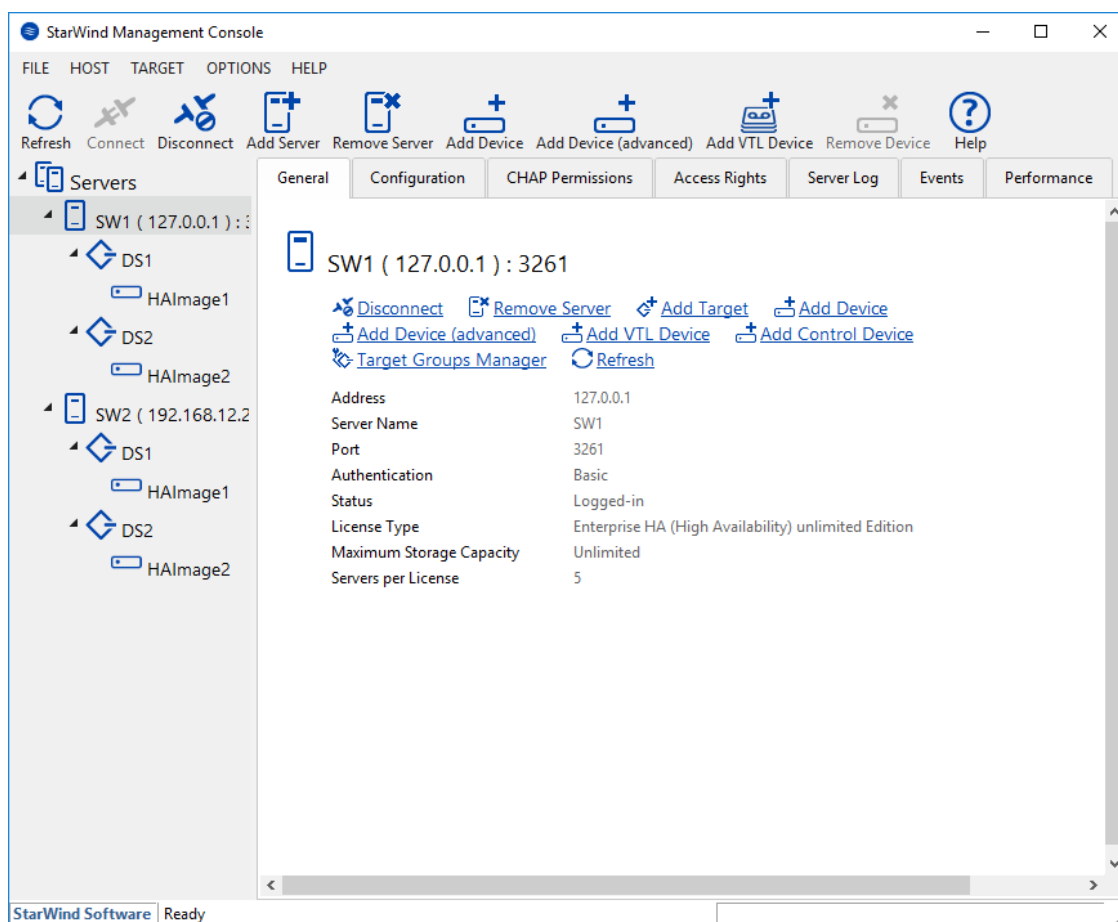 StarWind Management Console
FILE HOST TARGET OPTIONS HELP
Refresh Connect Disconnect Add Server Remove Server Add Device Add Device (advanced) Add VTL Device Remove Device Help
Servers
SW1 ( 127.0.0.1 ) : 3
DS1
HAImage1
DS2
HAImage2
SW2 ( 192.168.12.2
DS1
HAImage1
DS2
HAImage2
General Configuration CHAP Permissions Access Rights Server Log Events Performance
SW1 ( 127.0.0.1 ) : 3261
Disconnect Remove Server Add Target Add Device
Add Device (advanced) Add VTL Device Add Control Device
Target Groups Manager Refresh
Address 127.0.0.1
Server Name SW1
Port 3261
Authentication Basic
Status Logged-in
License Type Enterprise HA (High Availability) unlimited Edition
Maximum Storage Capacity Unlimited
Servers per License 5
StarWind Software Ready